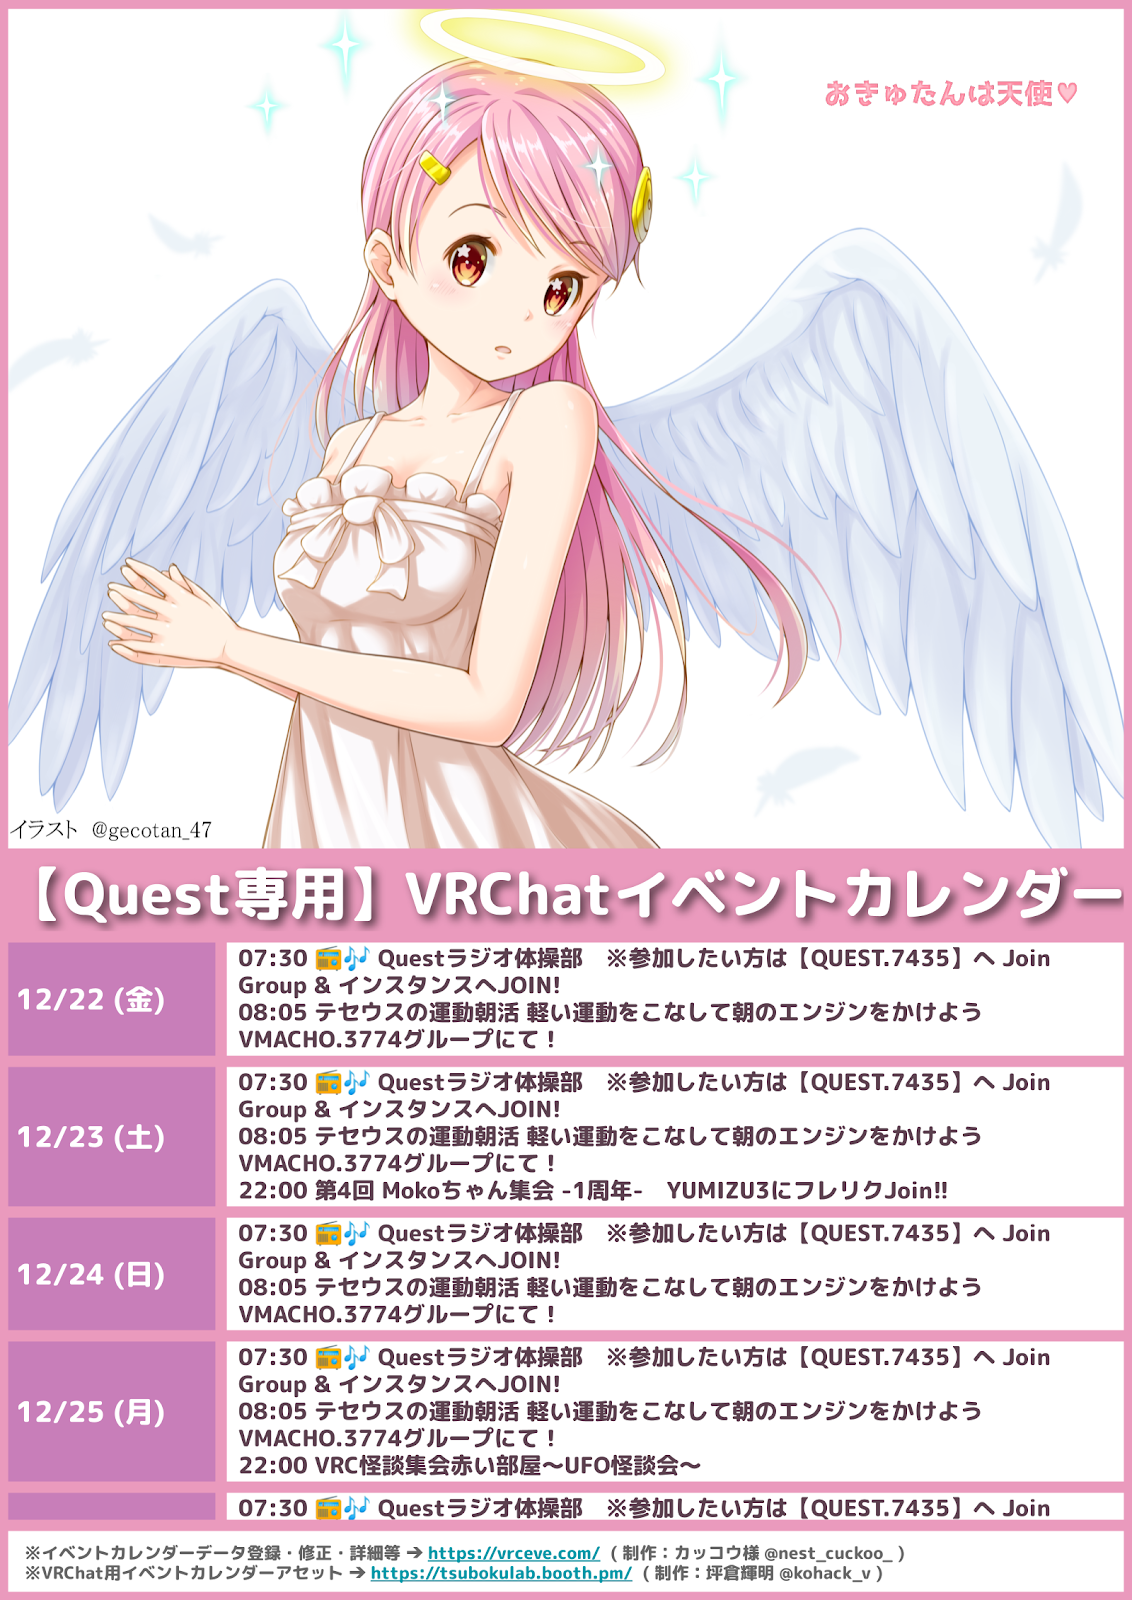 おきゅたんは天使♥
イラスト @gecotan_47
【Quest専用】VRChatイベントカレンダー
12/22 (金)
07:30 📻🎶 Questラジオ体操部　※参加したい方は【QUEST.7435】へ Join
Group & インスタンスへJOIN!
08:05 テセウスの運動朝活 軽い運動をこなして朝のエンジンをかけよう
VMACHO.3774グループにて！
12/23 (土)
07:30 📻🎶 Questラジオ体操部　※参加したい方は【QUEST.7435】へ Join
Group & インスタンスへJOIN!
08:05 テセウスの運動朝活 軽い運動をこなして朝のエンジンをかけよう
VMACHO.3774グループにて！
22:00 第4回 Mokoちゃん集会 -1周年-　YUMIZU3にフレリクJoin!!
12/24 (日)
07:30 📻🎶 Questラジオ体操部　※参加したい方は【QUEST.7435】へ Join
Group & インスタンスへJOIN!
08:05 テセウスの運動朝活 軽い運動をこなして朝のエンジンをかけよう
VMACHO.3774グループにて！
12/25 (月)
07:30 📻🎶 Questラジオ体操部　※参加したい方は【QUEST.7435】へ Join
Group & インスタンスへJOIN!
08:05 テセウスの運動朝活 軽い運動をこなして朝のエンジンをかけよう
VMACHO.3774グループにて！
22:00 VRC怪談集会赤い部屋～UFO怪談会～
07:30 📻🎶 Questラジオ体操部　※参加したい方は【QUEST.7435】へ Join
※イベントカレンダーデータ登録・修正・詳細等 → https://vrceve.com/ ( 制作：カッコウ様 @nest_cuckoo_ )
※VRChat用イベントカレンダーアセット → https://tsubokulab.booth.pm/ ( 制作：坪倉輝明 @kohack_v )